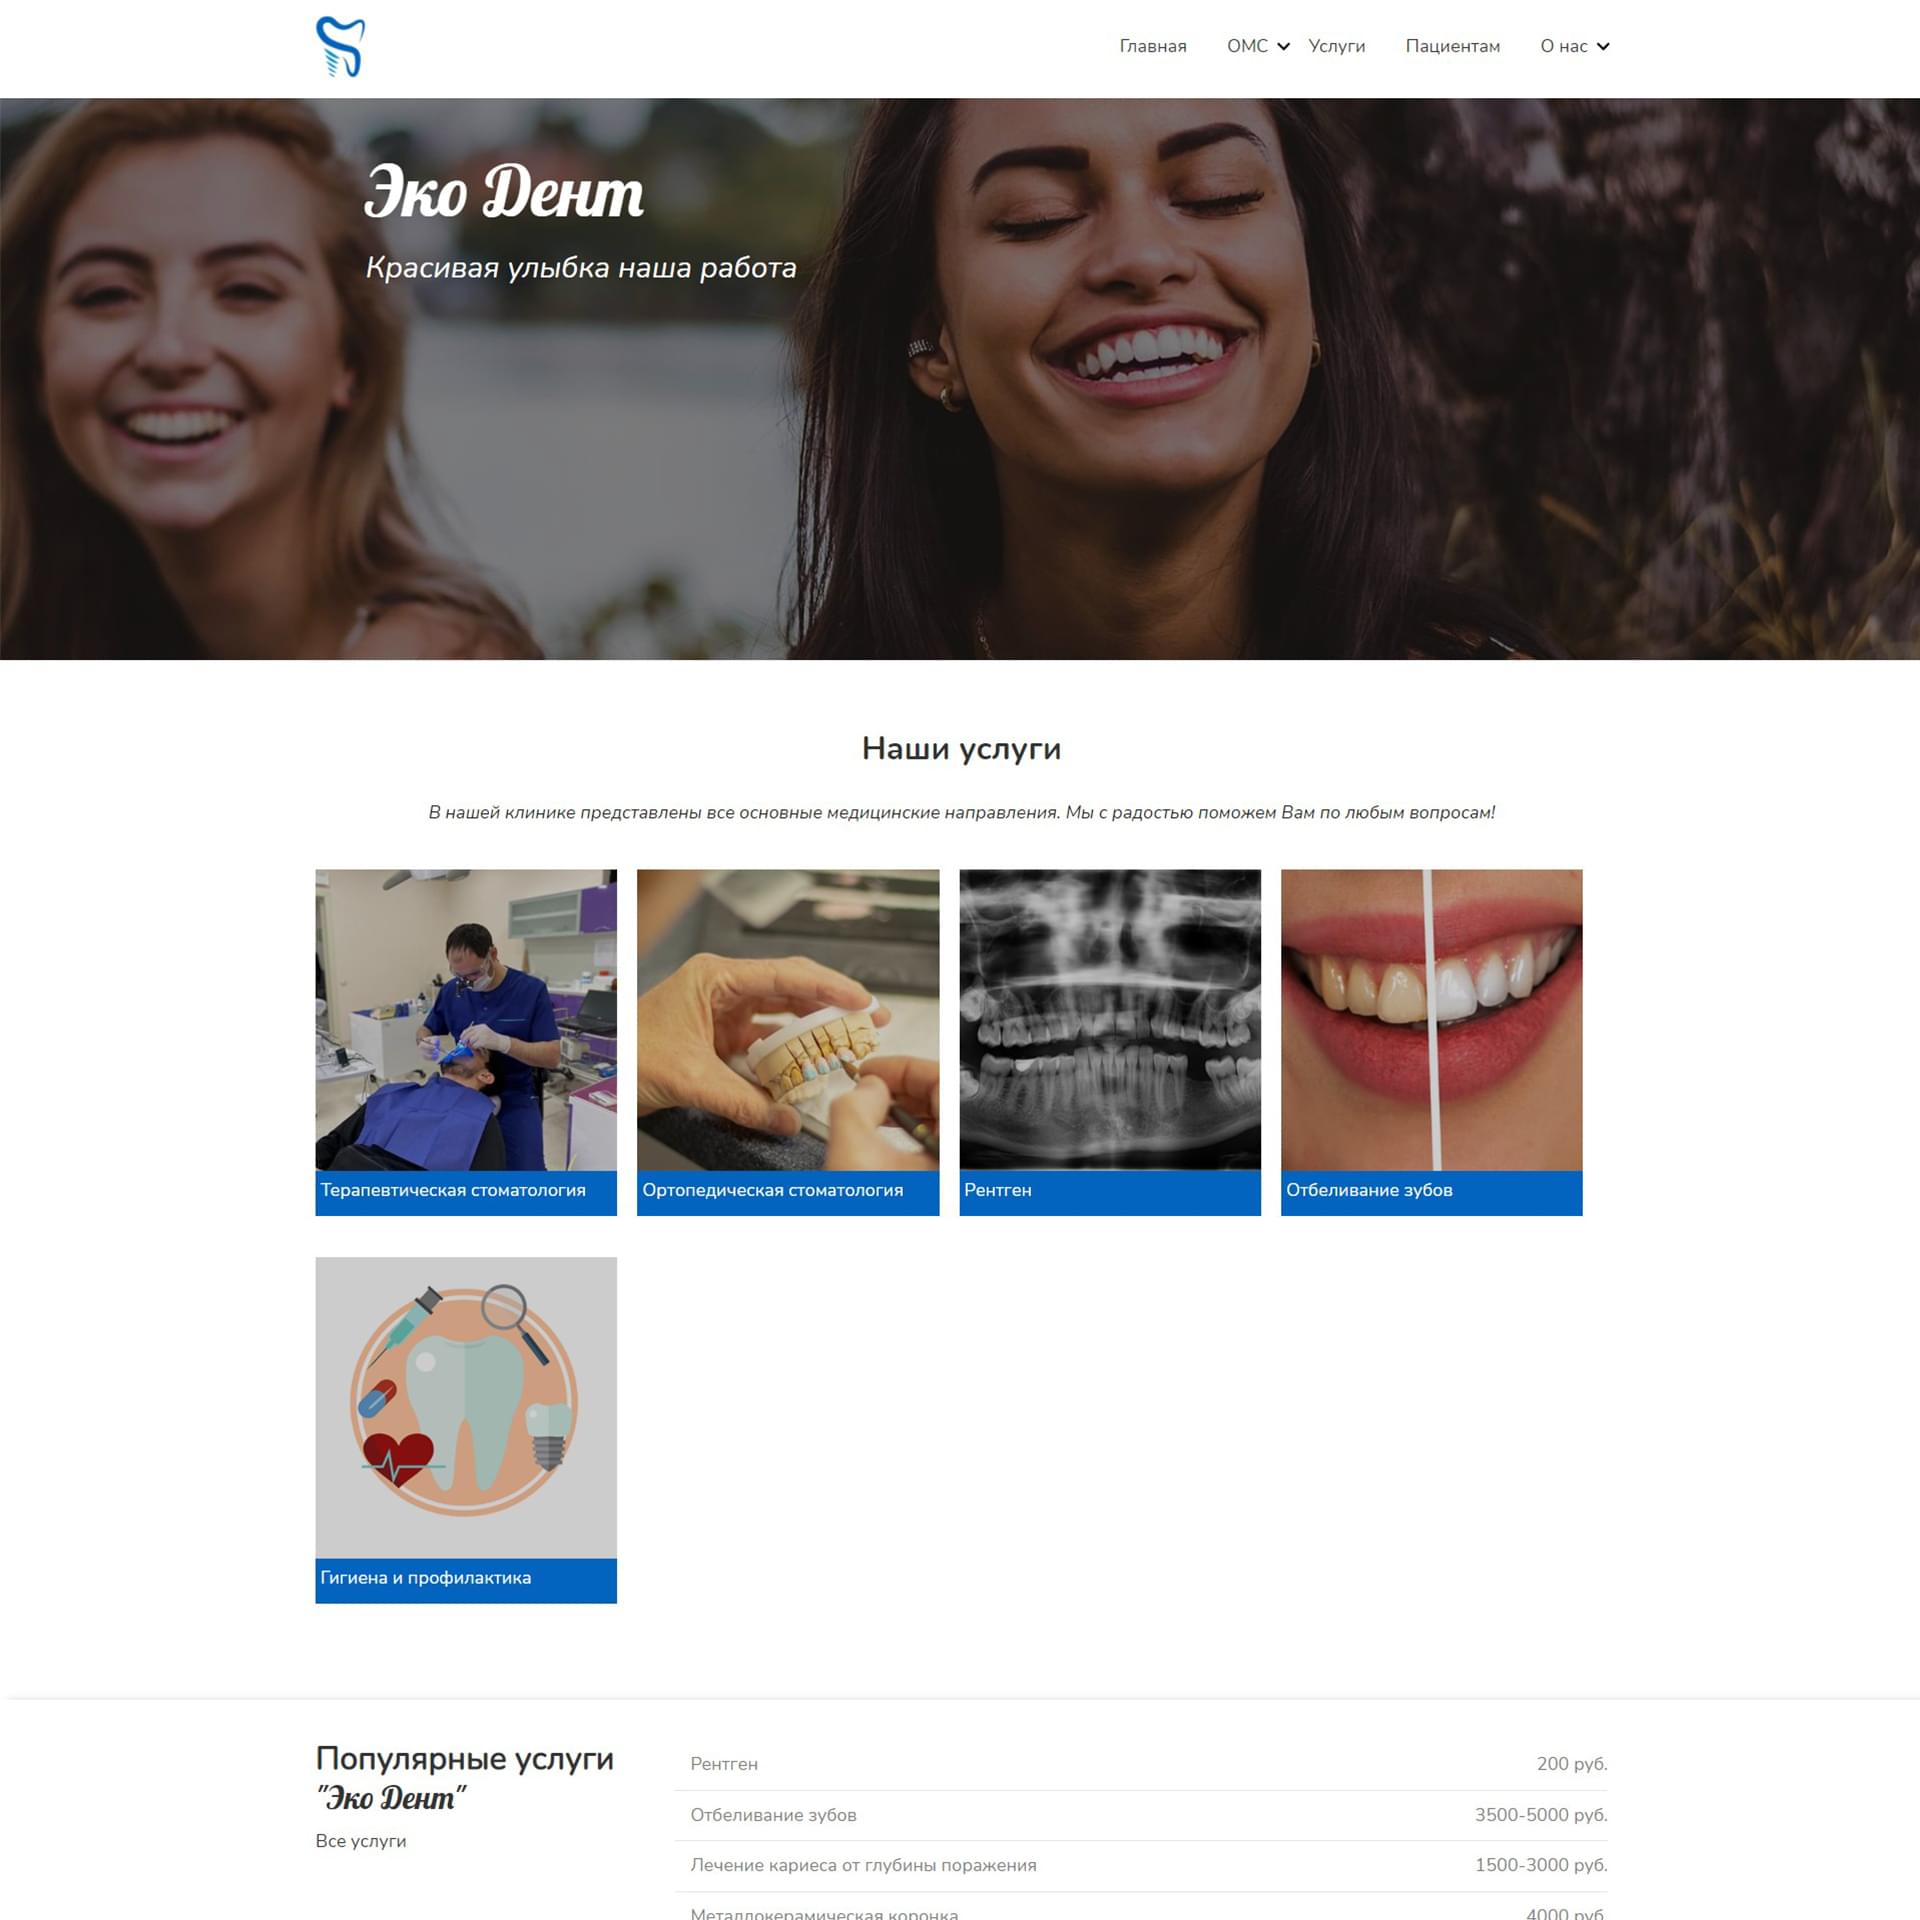 Главная ОМС Услуги Пациентам О нас
Эко Дент
Красивая улыбка наша работа
Наши услуги
В нашей клинике представлены все основные медицинские направления. Мы с радостью поможем Вам по любым вопросам!
Терапевтическая стоматология
Ортопедическая стоматология
Рентген
Отбеливание зубов
Гигиена и профилактика
Популярные услуги
"Эко Дент"
Все услуги
Рентген 200 руб.
Отбеливание зубов 3500-5000 руб.
Лечение кариеса от глубины поражения 1500-3000 руб.
Металлокерамическая коронка 4000 руб.